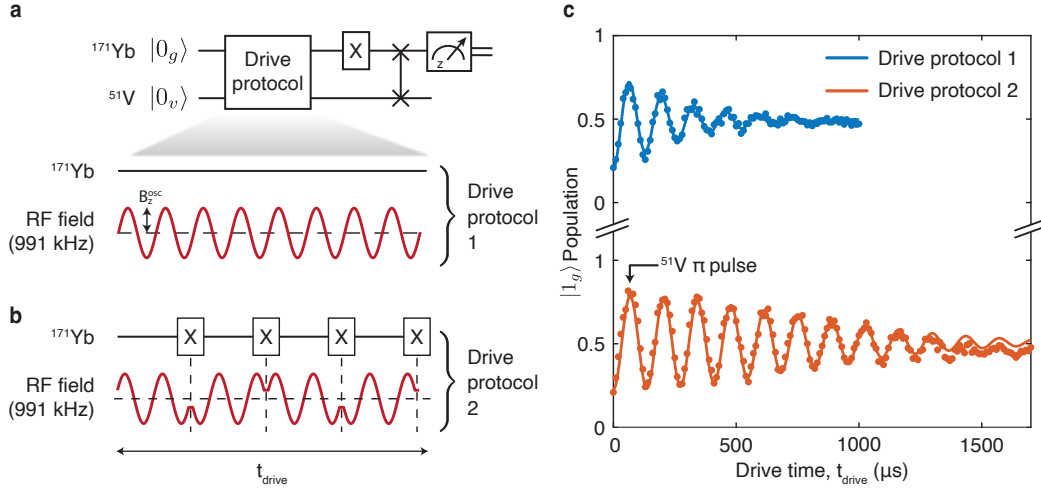 a
¹⁷¹Yb |0g⟩
Drive
protocol
X
z
⁵¹V |0v⟩
¹⁷¹Yb
B_z^osc
RF field
(991 kHz)
Drive
protocol
1
b
¹⁷¹Yb
X X X X
RF field
(991 kHz)
Drive
protocol
2
t_drive
c
Drive protocol 1
Drive protocol 2
1
0.5
0
|1g⟩ Population
⁵¹V π pulse
1
0.5
0
0 500 1000 1500
Drive time, t_drive (μs)